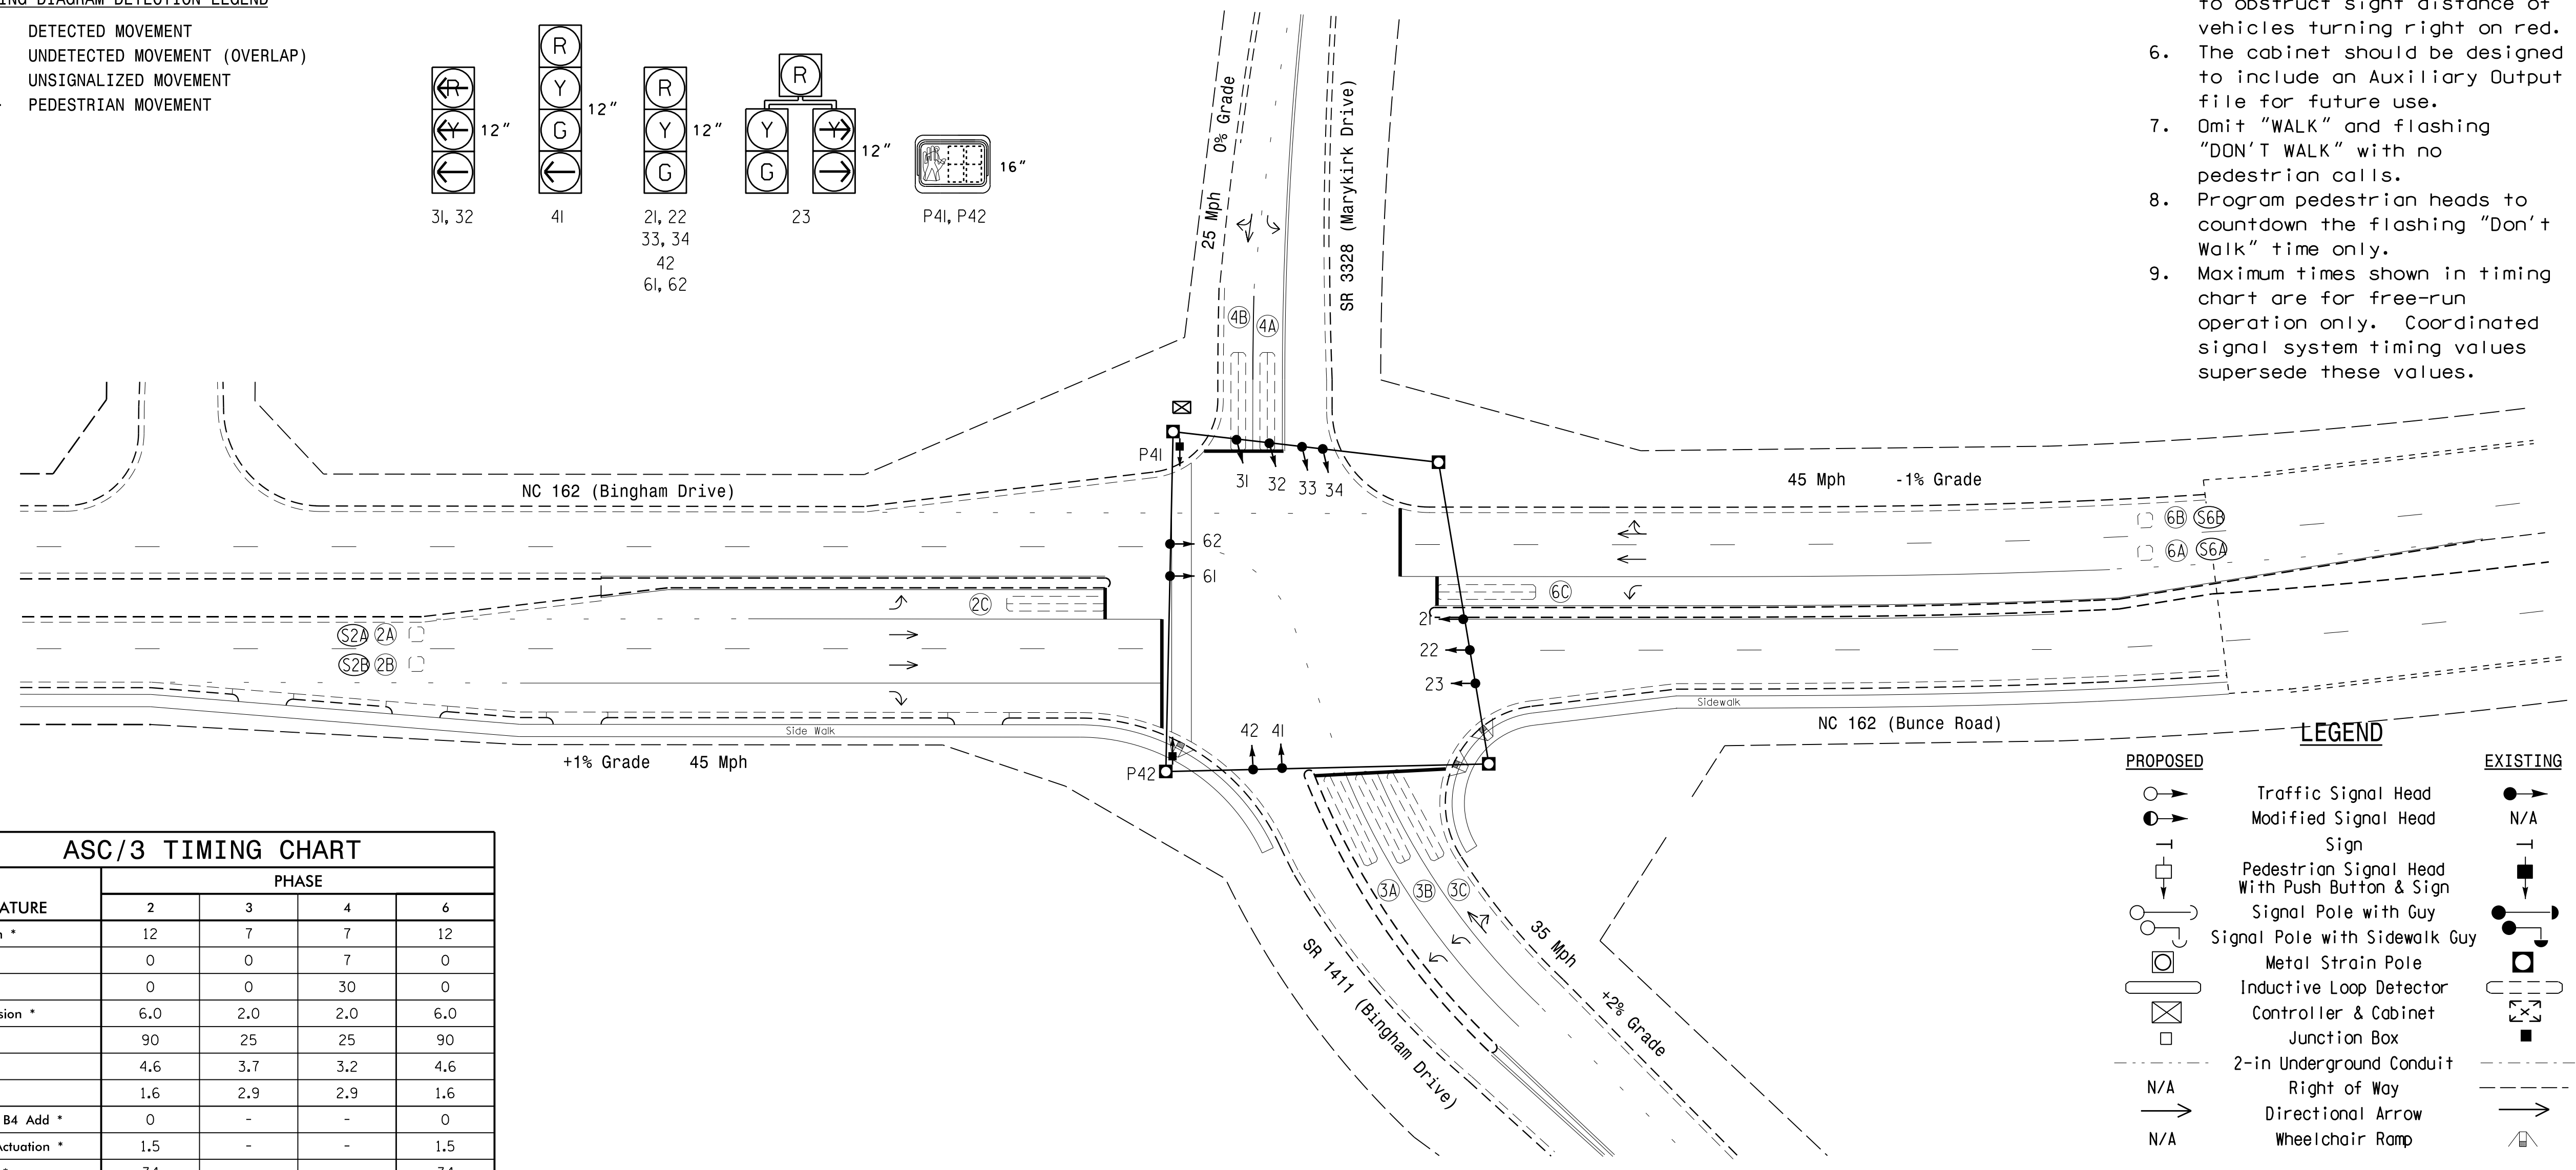 DETECTED MOVEMENT
UNDETECTED MOVEMENT (OVERLAP)
UNSIGNALIZED MOVEMENT
PEDESTRIAN MOVEMENT
R
Y
12"
31, 32
R
Y
G
12"
41
R
Y
G
12"
21, 22
33, 34
42
61, 62
R
Y
Y
G
12"
23
16"
P41, P42
to obstruct sight distance of
vehicles turning right on red.
6. The cabinet should be designed
to include an Auxiliary Output
file for future use.
7. Omit "WALK" and flashing
"DON'T WALK" with no
pedestrian calls.
8. Program pedestrian heads to
countdown the flashing "Don't
Walk" time only.
9. Maximum times shown in timing
chart are for free-run
operation only. Coordinated
signal system timing values
supersede these values.
25 Mph 0% Grade
SR 3328 (Marykirk Drive)
4B
4A
P41
31
32
33
34
NC 162 (Bingham Drive)
45 Mph -1% Grade
62
61
6B
S6B
6A
S6A
6C
2C
S2A
2A
S2B
2B
21
22
23
42
41
P42
Side Walk
Sidewalk
+1% Grade 45 Mph
NC 162 (Bunce Road)
3A
3B
3C
35 Mph +2% Grade
SR 1411 (Bingham Drive)
ASC/3 TIMING CHART
PHASE
2 3 4 6
12 7 7 12
0 0 7 0
0 0 30 0
6.0 2.0 2.0 6.0
90 25 25 90
4.6 3.7 3.2 4.6
1.6 2.9 2.9 1.6
B4 Add * 0 - - 0
1.5 - - 1.5
LEGEND
PROPOSED EXISTING
Traffic Signal Head
Modified Signal Head N/A
Sign
Pedestrian Signal Head
With Push Button & Sign
Signal Pole with Guy
Signal Pole with Sidewalk Guy
Metal Strain Pole
Inductive Loop Detector
Controller & Cabinet
Junction Box
2-in Underground Conduit
N/A Right of Way
Directional Arrow
N/A Wheelchair Ramp